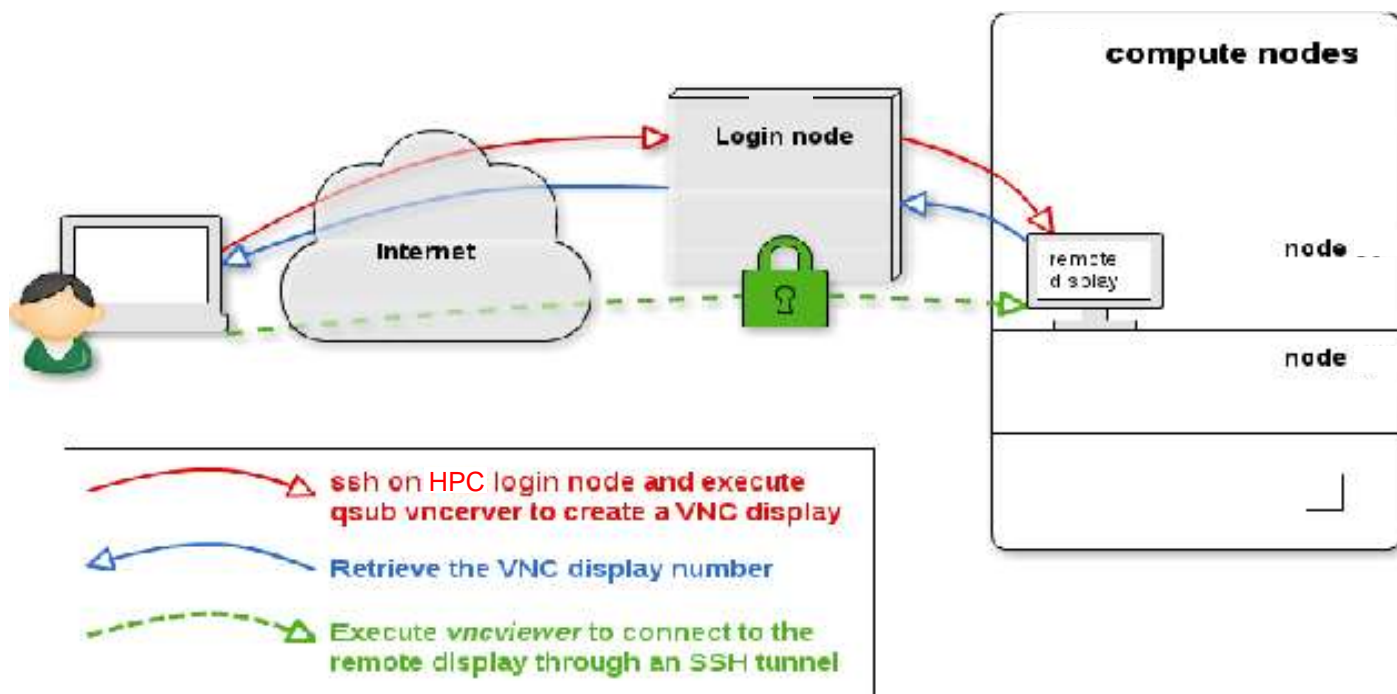 compute nodes
Login node
Internet
remote
display
node
node
ssh on HPC login node and execute
qsub vncerver to create a VNC display
Retrieve the VNC display number
Execute vncviewer to connect to the
remote display through an SSH tunnel